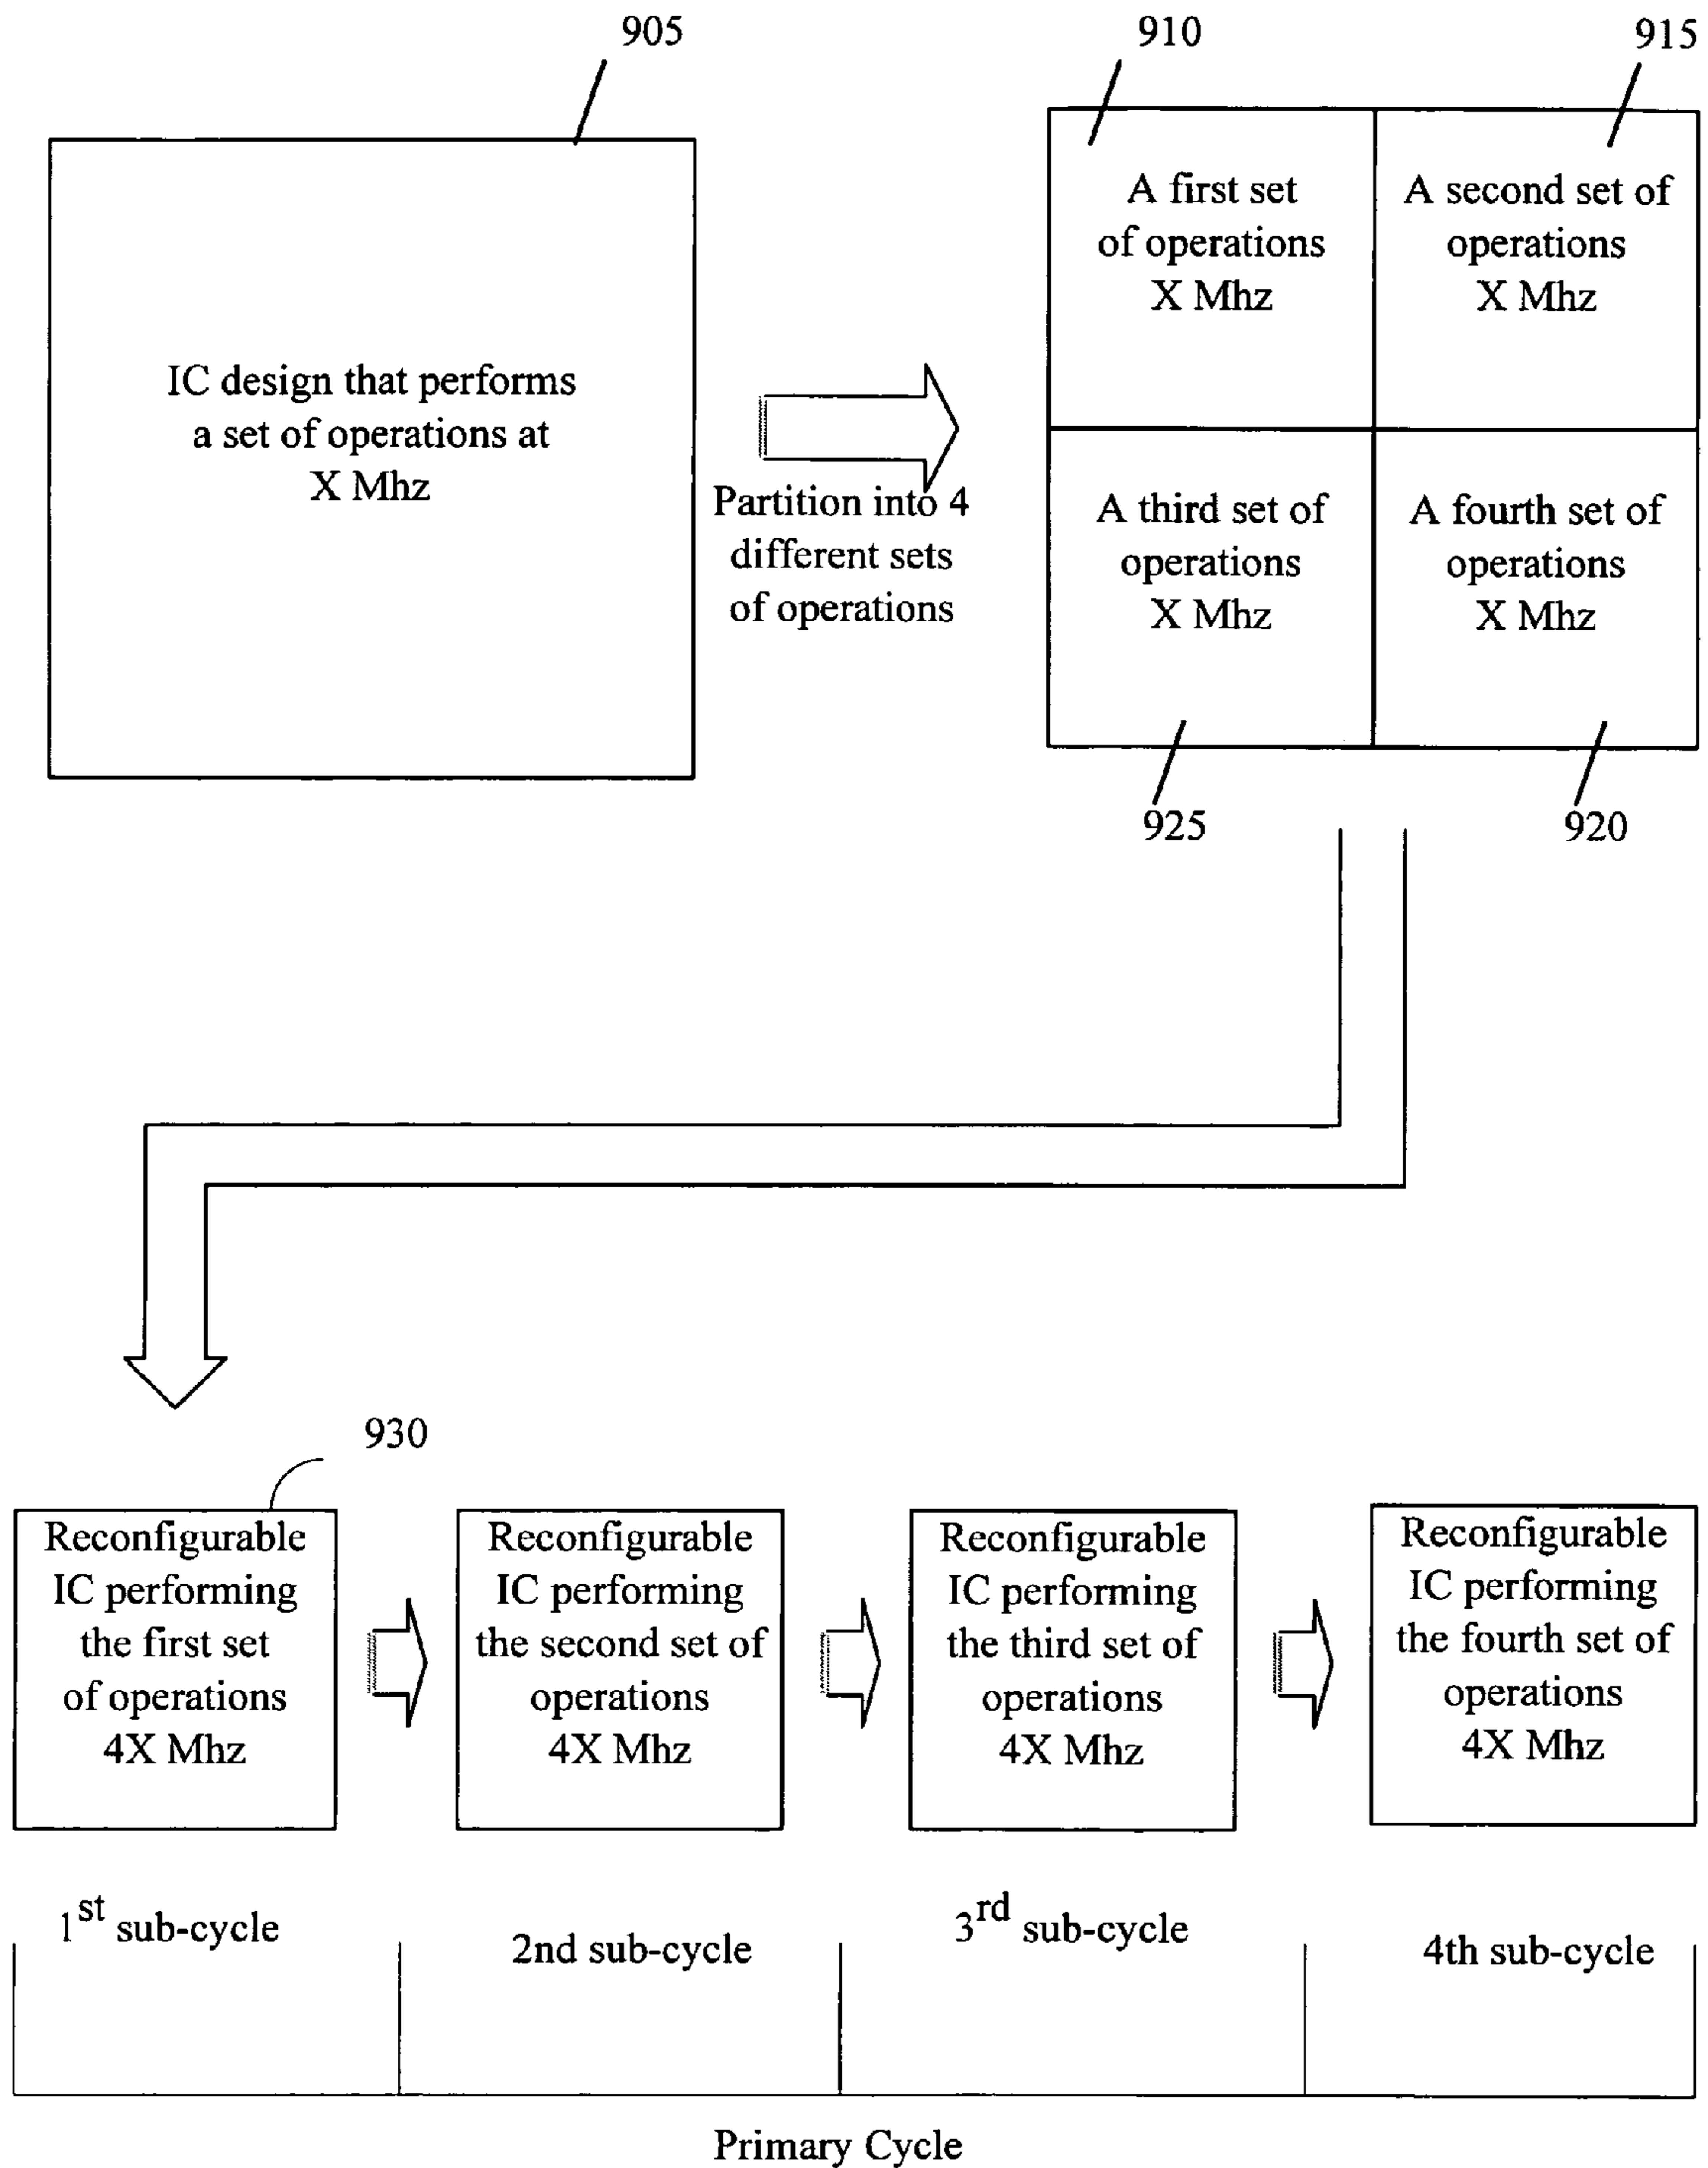 905
910
915
IC design that performs
a set of operations at
X Mhz
Partition into 4
different sets
of operations
A first set
of operations
X Mhz
A second set of
operations
X Mhz
A third set of
operations
X Mhz
A fourth set of
operations
X Mhz
925
920
930
Reconfigurable
IC performing
the first set
of operations
4X Mhz
Reconfigurable
IC performing
the second set of
operations
4X Mhz
Reconfigurable
IC performing
the third set of
operations
4X Mhz
Reconfigurable
IC performing
the fourth set of
operations
4X Mhz
1st sub-cycle
2nd sub-cycle
3rd sub-cycle
4th sub-cycle
Primary Cycle